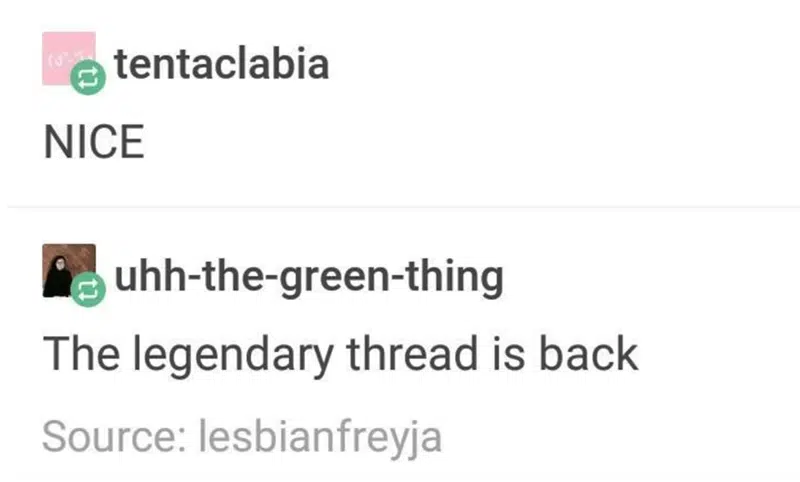 tentaclabia
NICE
uhh-the-green-thing
The legendary thread is back
Source: lesbianfreyja